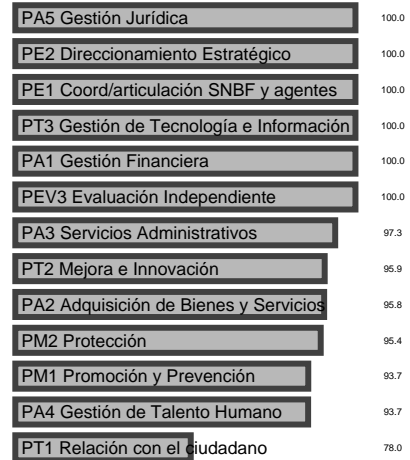 PA5 Gestión Jurídica 100.0
PE2 Direccionamiento Estratégico 100.0
PE1 Coord/articulación SNBF y agentes 100.0
PT3 Gestión de Tecnología e Información 100.0
PA1 Gestión Financiera 100.0
PEV3 Evaluación Independiente 100.0
PA3 Servicios Administrativos 97.3
PT2 Mejora e Innovación 95.9
PA2 Adquisición de Bienes y Servicios 95.8
PM2 Protección 95.4
PM1 Promoción y Prevención 93.7
PA4 Gestión de Talento Humano 93.7
PT1 Relación con el ciudadano 78.0